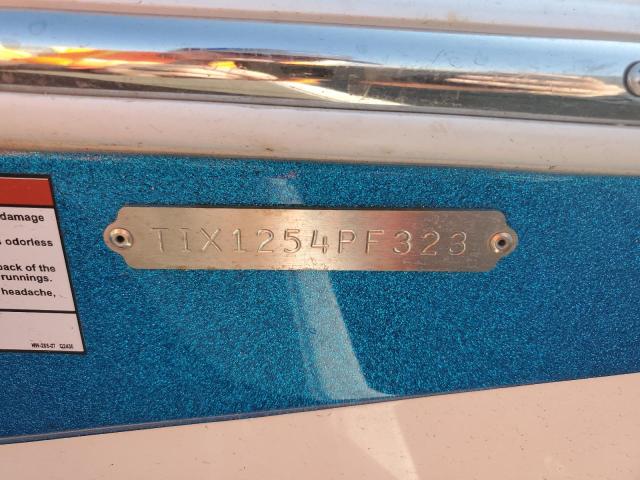 damage
odorless
back of the
runnings.
headache,
TIX1254PF323